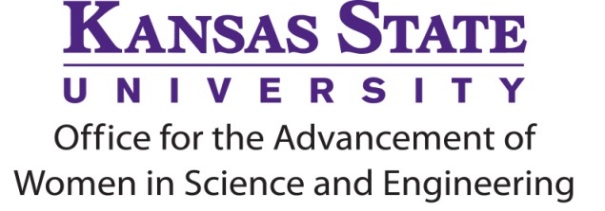 KANSAS STATE
UNIVERSITY
Office for the Advancement of
Women in Science and Engineering